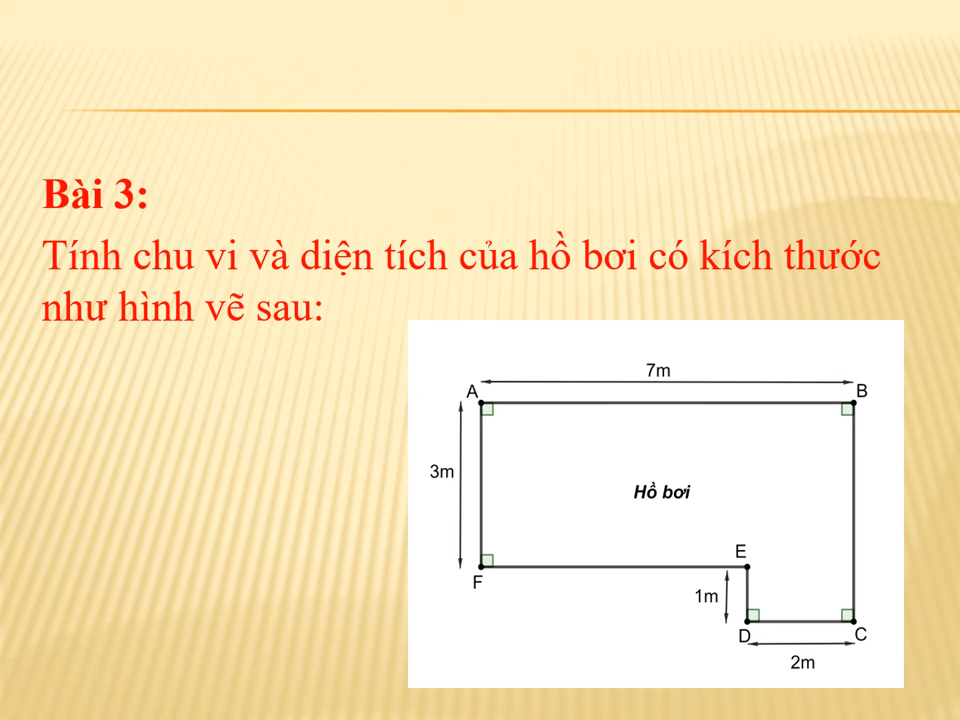 Bài 3:
Tính chu vi và diện tích của hồ bơi có kích thước
như hình vẽ sau:
7m
A
B
3m
Hồ bơi
E
F
1m
D
C
2m